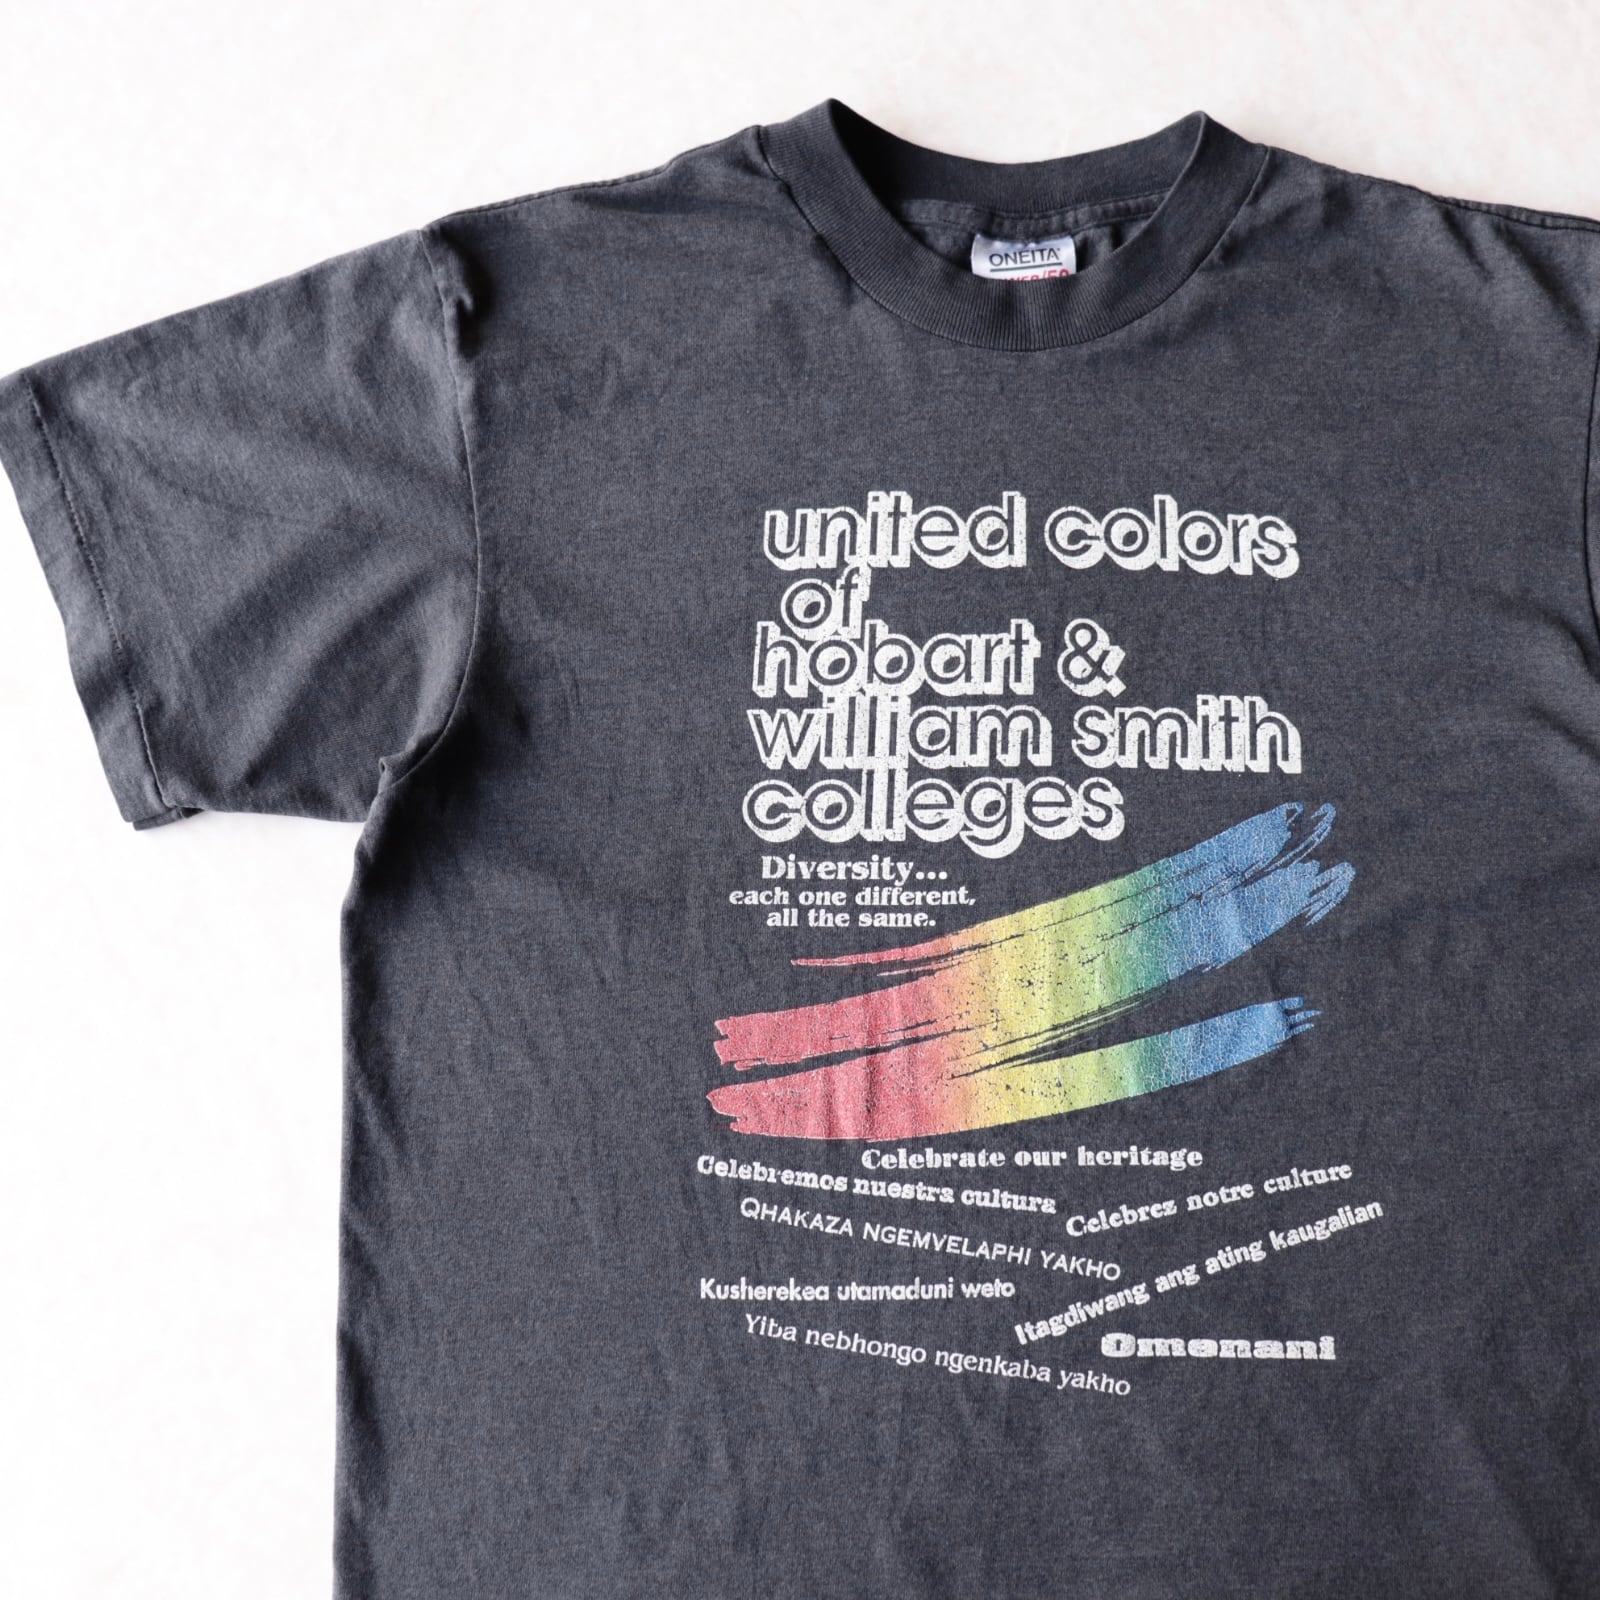 ONEITA
united colors
of
hobart &
william smith
colleges
Diversity...
each one different,
all the same.
Celebrate our heritage
Celebremos nuestra cultura
Celebrez notre culture
QHAKAZA NGEMVELAPHI YAKHO
Itagdiwang ang ating kaugalian
Kusherekea utamaduni weto
Omenani
Yiba nebhongo ngenkaba yakho